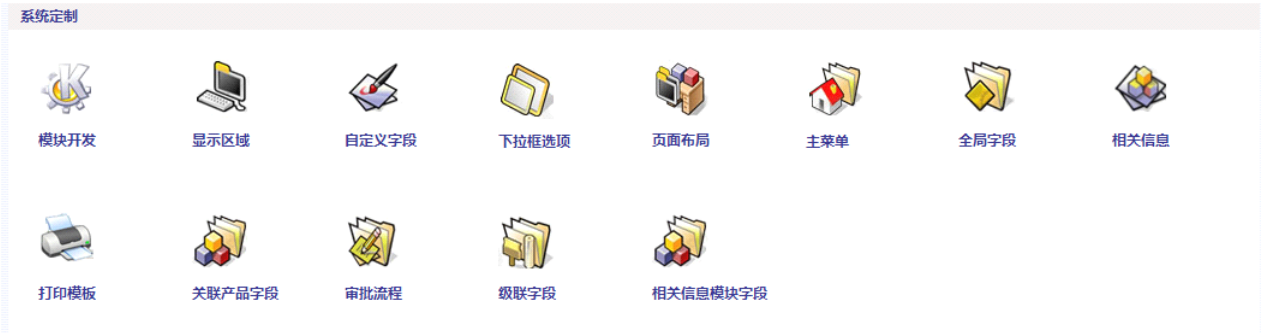 系统定制
模块开发 显示区域 自定义字段 下拉框选项 页面布局 主菜单 全局字段 相关信息
打印模板 关联产品字段 审批流程 级联字段 相关信息模块字段